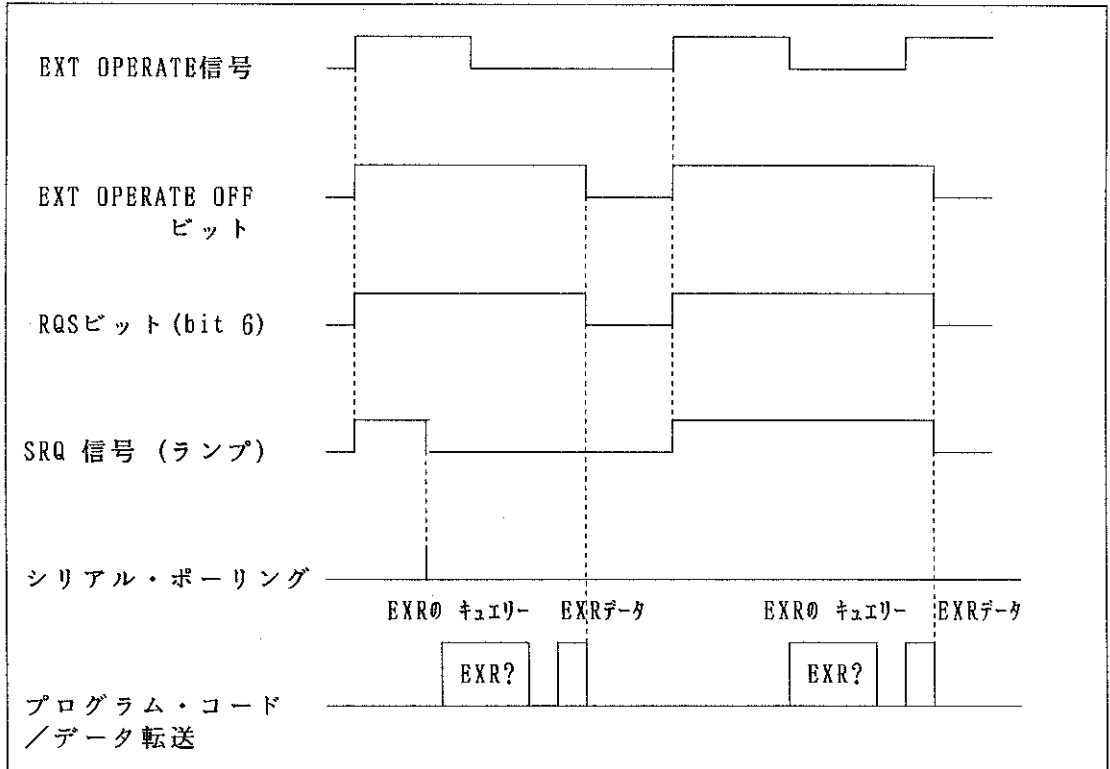 EXT OPERATE信号
EXT OPERATE OFF
ビット
RQSビット(bit 6)
SRQ 信号 (ランプ)
シリアル・ポーリング
EXRの キュエリー EXRデータ EXRの キュエリー EXRデータ
EXR? EXR?
プログラム・コード
／データ転送